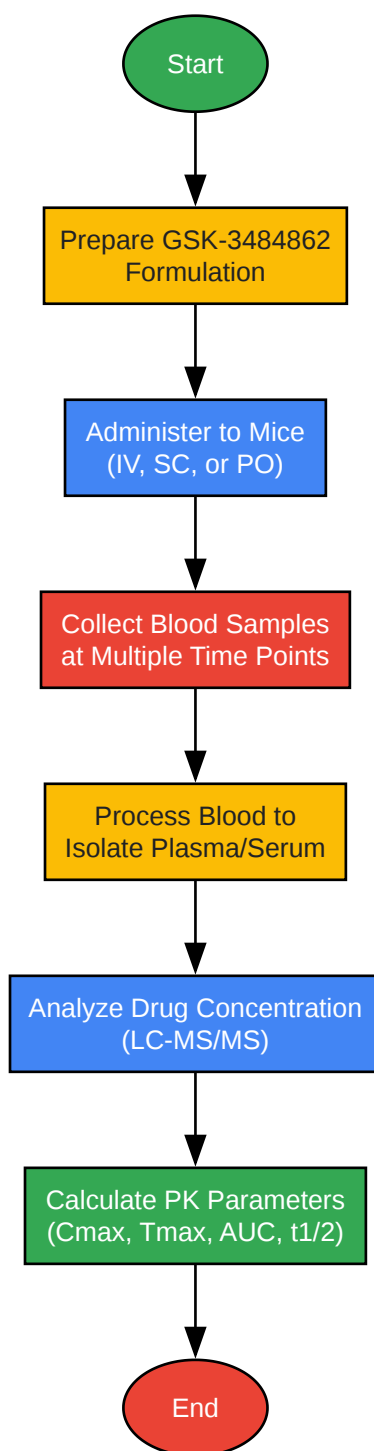 Start
Prepare GSK-3484862
Formulation
Administer to Mice
(IV, SC, or PO)
Collect Blood Samples
at Multiple Time Points
Process Blood to
Isolate Plasma/Serum
Analyze Drug Concentration
(LC-MS/MS)
Calculate PK Parameters
(Cmax, Tmax, AUC, t1/2)
End